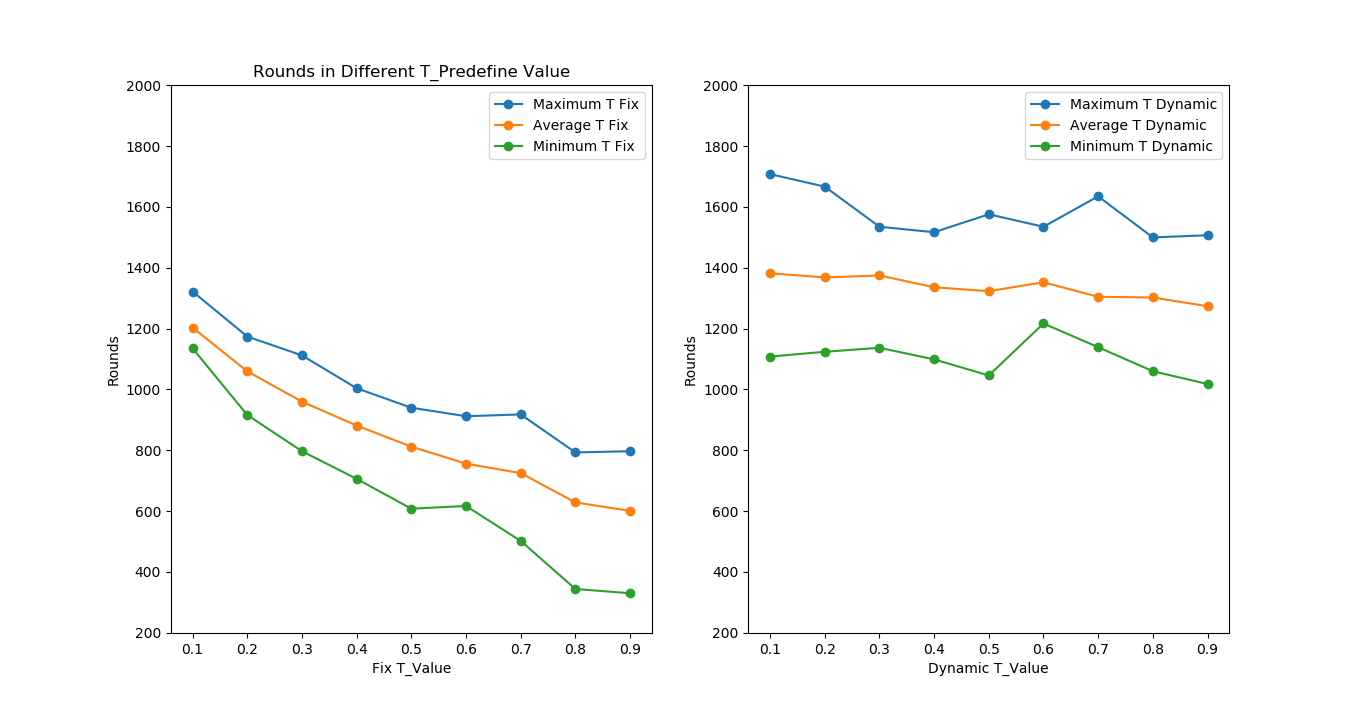 Rounds in Different T_Predefine Value
2000
1800
1600
1400
1200
1000
800
600
400
200
Rounds
Maximum T Fix
Average T Fix
Minimum T Fix
0.1 0.2 0.3 0.4 0.5 0.6 0.7 0.8 0.9
Fix T_Value
2000
1800
1600
1400
1200
1000
800
600
400
200
Rounds
Maximum T Dynamic
Average T Dynamic
Minimum T Dynamic
0.1 0.2 0.3 0.4 0.5 0.6 0.7 0.8 0.9
Dynamic T_Value